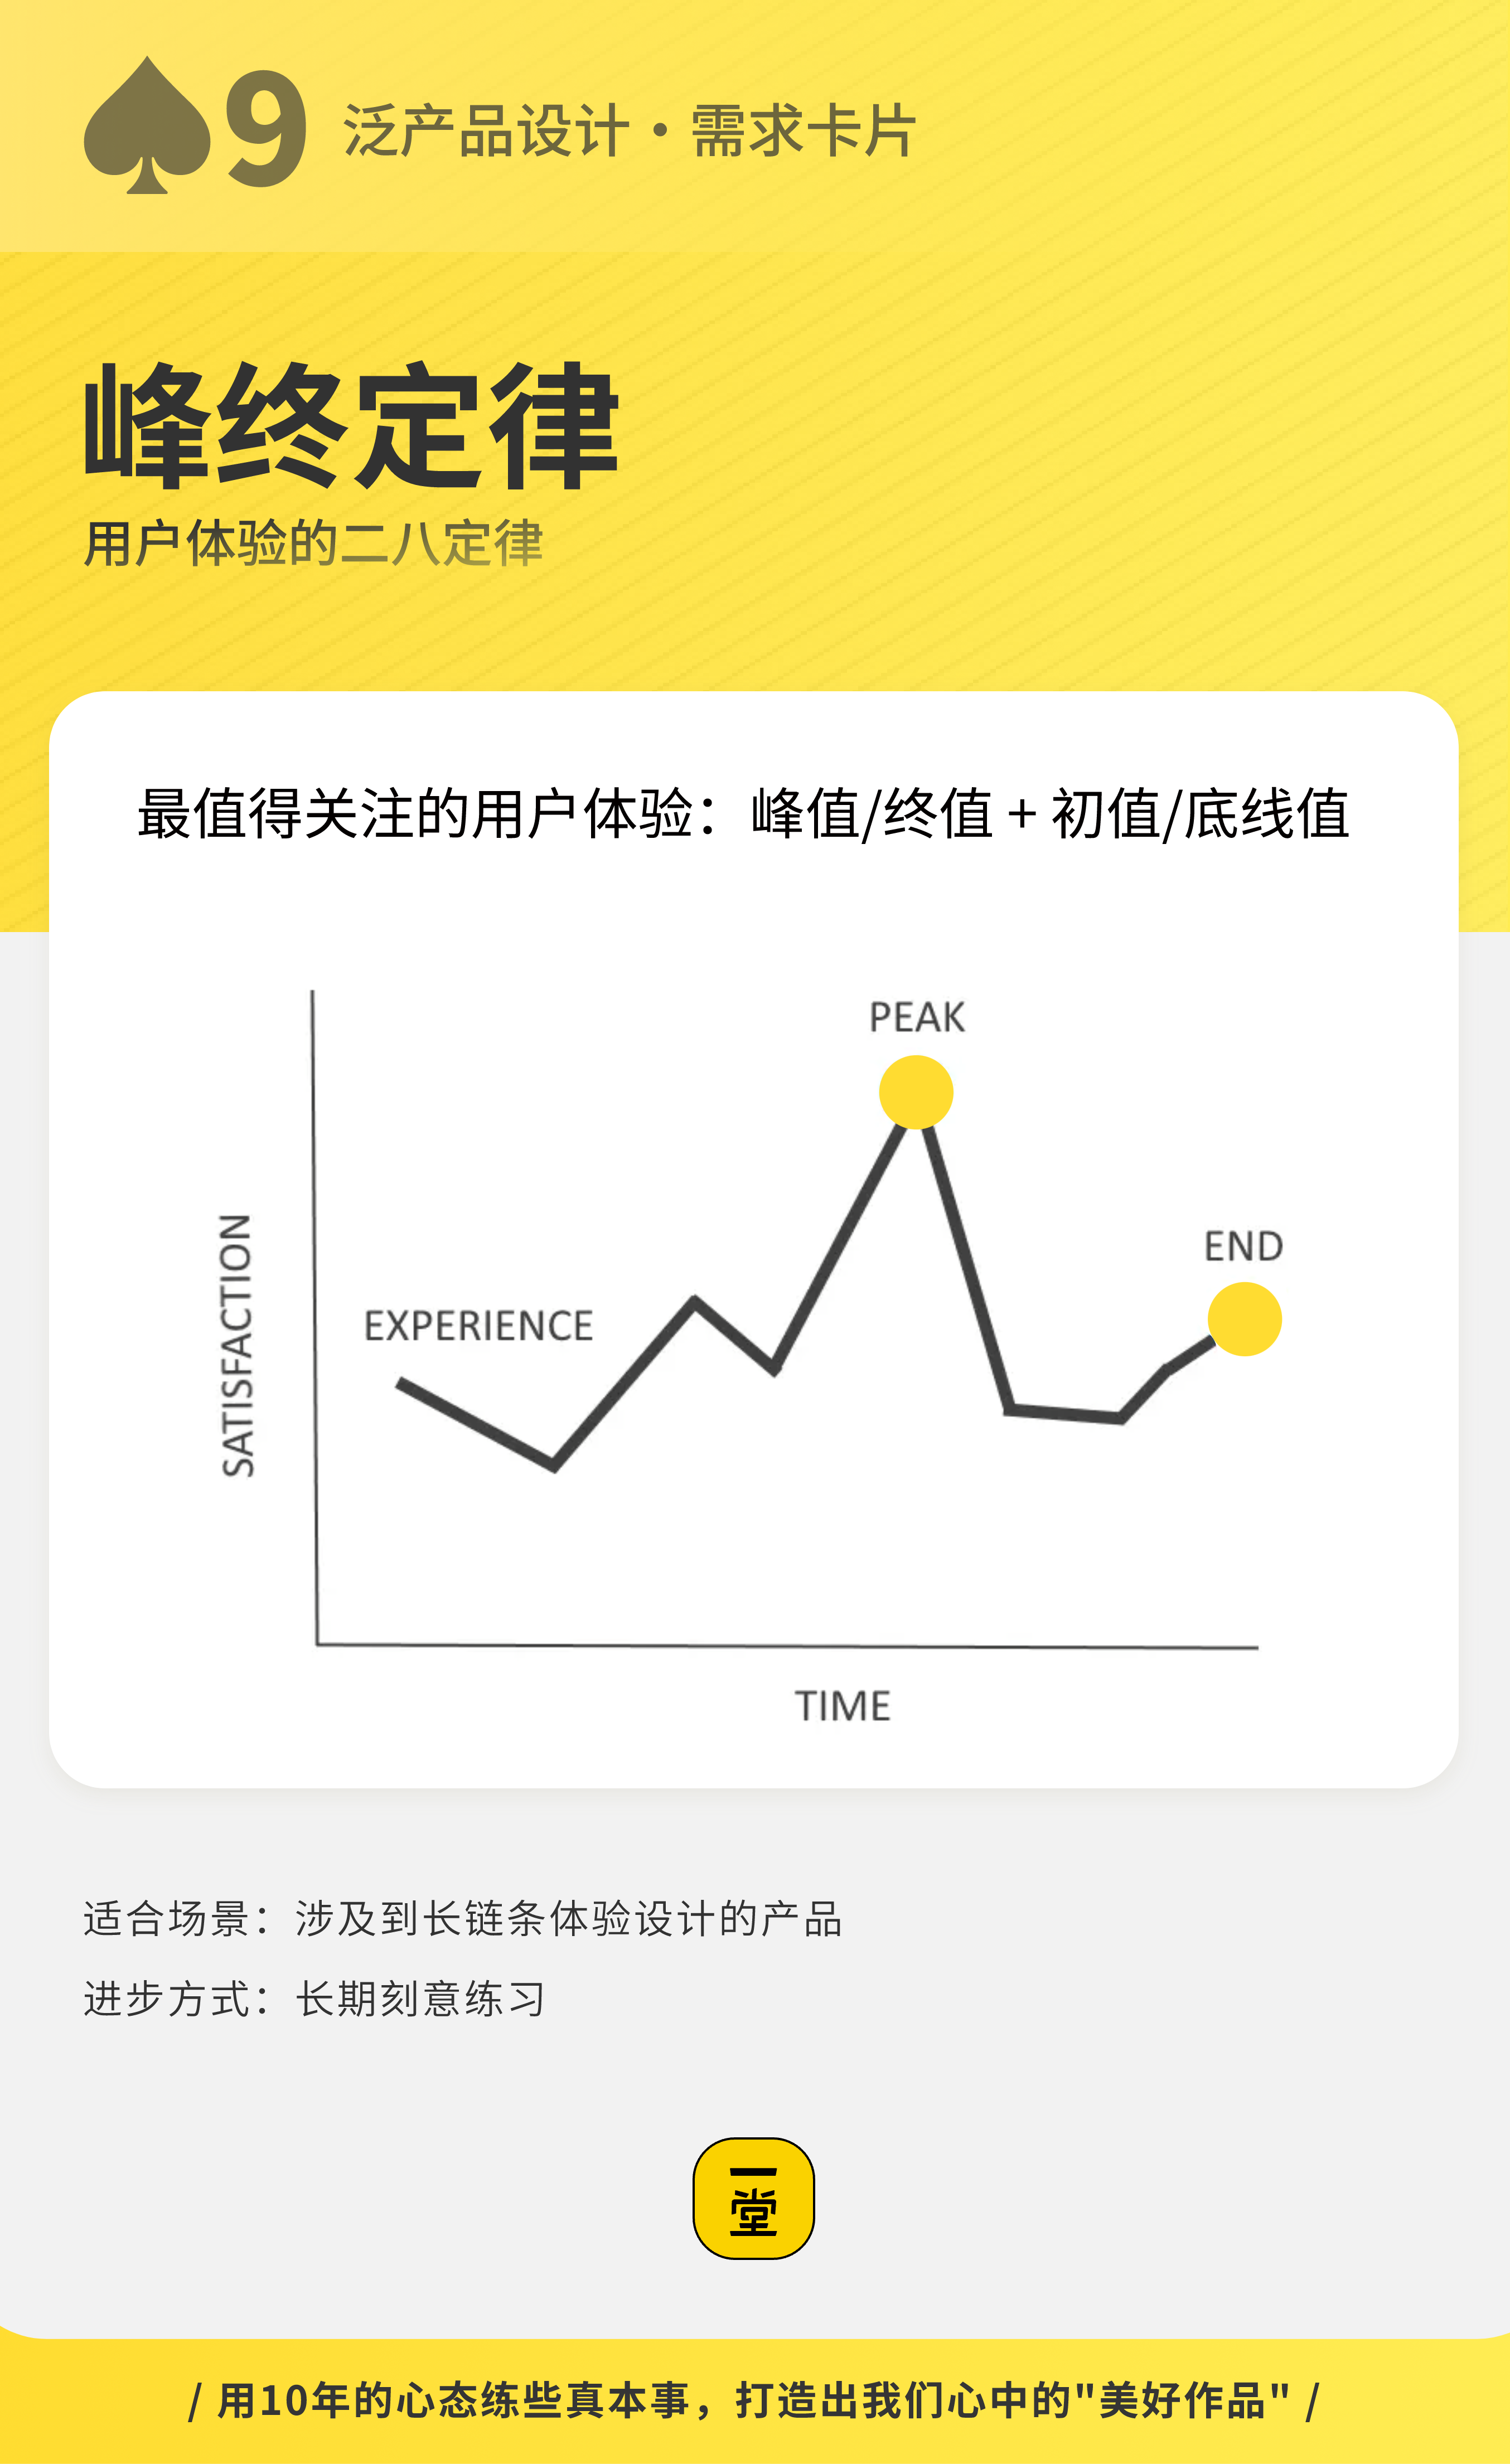 9 泛产品设计·需求卡片
峰终定律
用户体验的二八定律
最值得关注的用户体验：峰值/终值 + 初值/底线值
PEAK
END
EXPERIENCE
SATISFACTION
TIME
适合场景：涉及到长链条体验设计的产品
进步方式：长期刻意练习
一
堂
/ 用10年的心态练些真本事，打造出我们心中的"美好作品" /